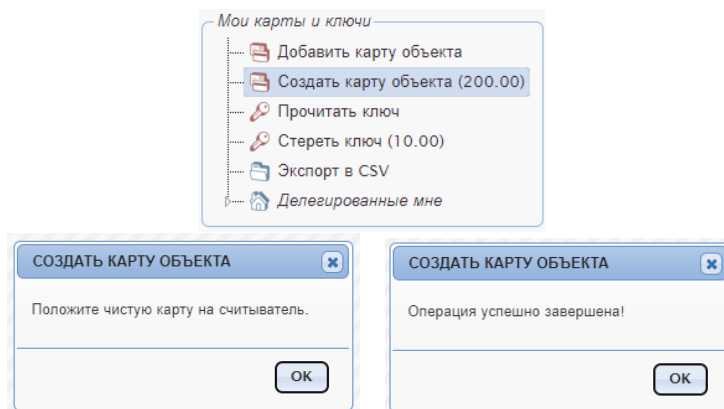 Мои карты и ключи
Добавить карту объекта
Создать карту объекта (200.00)
Прочитать ключ
Стереть ключ (10.00)
Экспорт в CSV
Делегированные мне
СОЗДАТЬ КАРТУ ОБЪЕКТА
Положите чистую карту на считыватель.
OK
СОЗДАТЬ КАРТУ ОБЪЕКТА
Операция успешно завершена!
OK